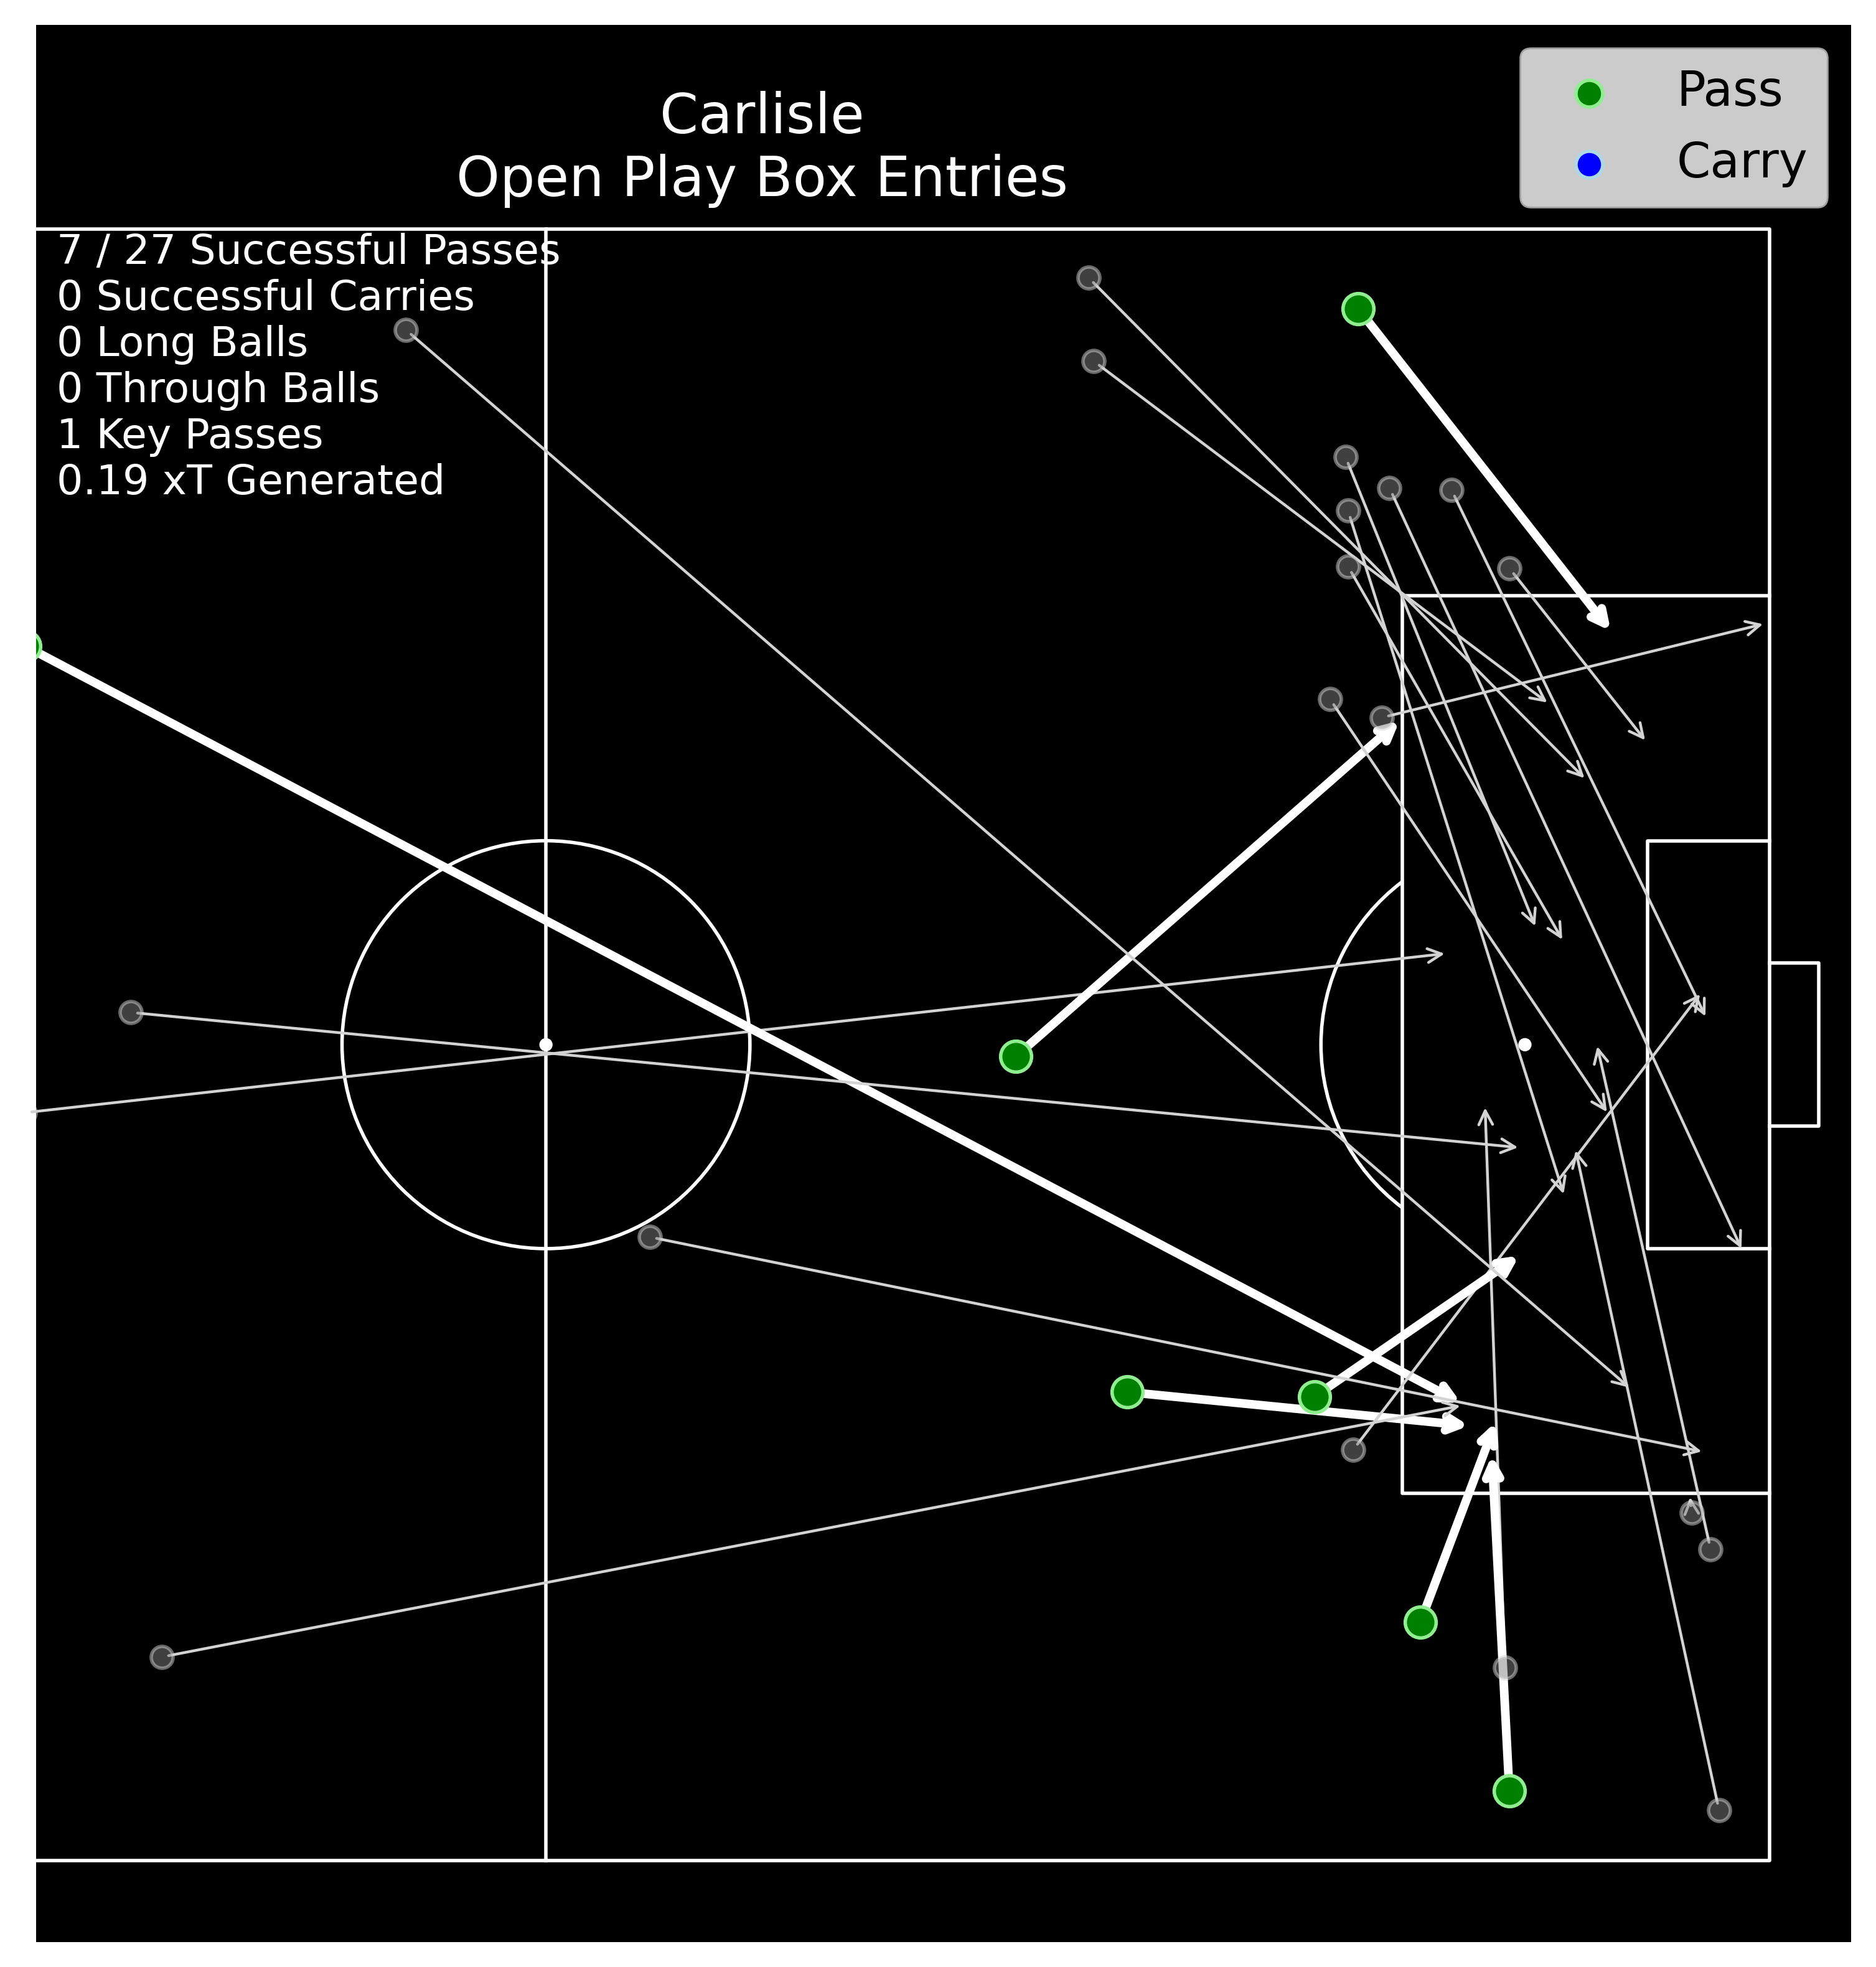 Carlisle
Open Play Box Entries
Pass
Carry
7 / 27 Successful Passes
0 Successful Carries
0 Long Balls
0 Through Balls
1 Key Passes
0.19 xT Generated